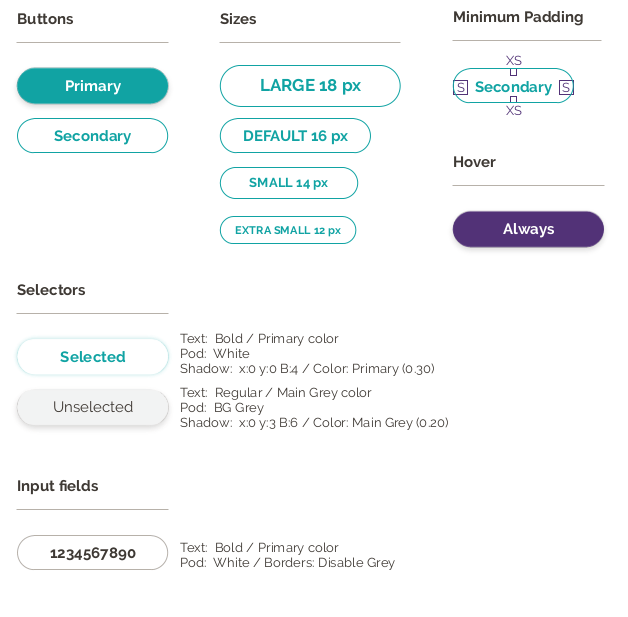 Buttons
Primary
Secondary
Sizes
LARGE 18 px
DEFAULT 16 px
SMALL 14 px
EXTRA SMALL 12 px
Minimum Padding
XS
S Secondary S
XS
Hover
Always
Selectors
Selected
Text: Bold / Primary color
Pod: White
Shadow: x:0 y:0 B:4 / Color: Primary (0.30)
Unselected
Text: Regular / Main Grey color
Pod: BG Grey
Shadow: x:0 y:3 B:6 / Color: Main Grey (0.20)
Input fields
1234567890
Text: Bold / Primary color
Pod: White / Borders: Disable Grey